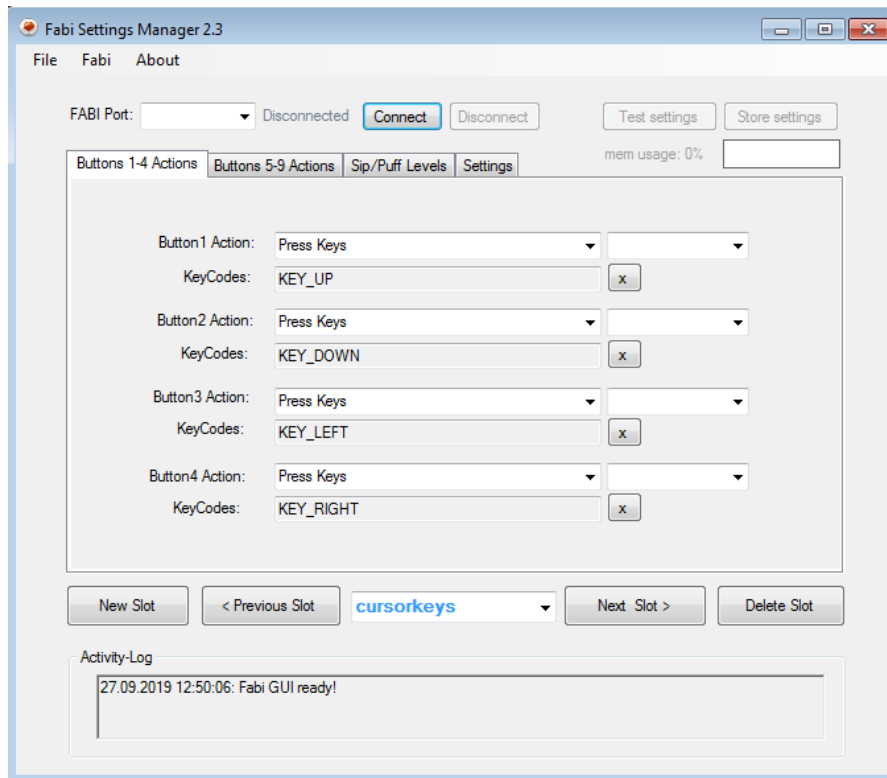 Fabi Settings Manager 2.3
File Fabi About
FABI Port: Disconnected Connect Disconnect Test settings Store settings
mem usage: 0%
Buttons 1-4 Actions Buttons 5-9 Actions Sip/Puff Levels Settings
Button1 Action: Press Keys
KeyCodes: KEY_UP x
Button2 Action: Press Keys
KeyCodes: KEY_DOWN x
Button3 Action: Press Keys
KeyCodes: KEY_LEFT x
Button4 Action: Press Keys
KeyCodes: KEY_RIGHT x
New Slot < Previous Slot cursorkeys Next Slot > Delete Slot
Activity-Log
27.09.2019 12:50:06: Fabi GUI ready!